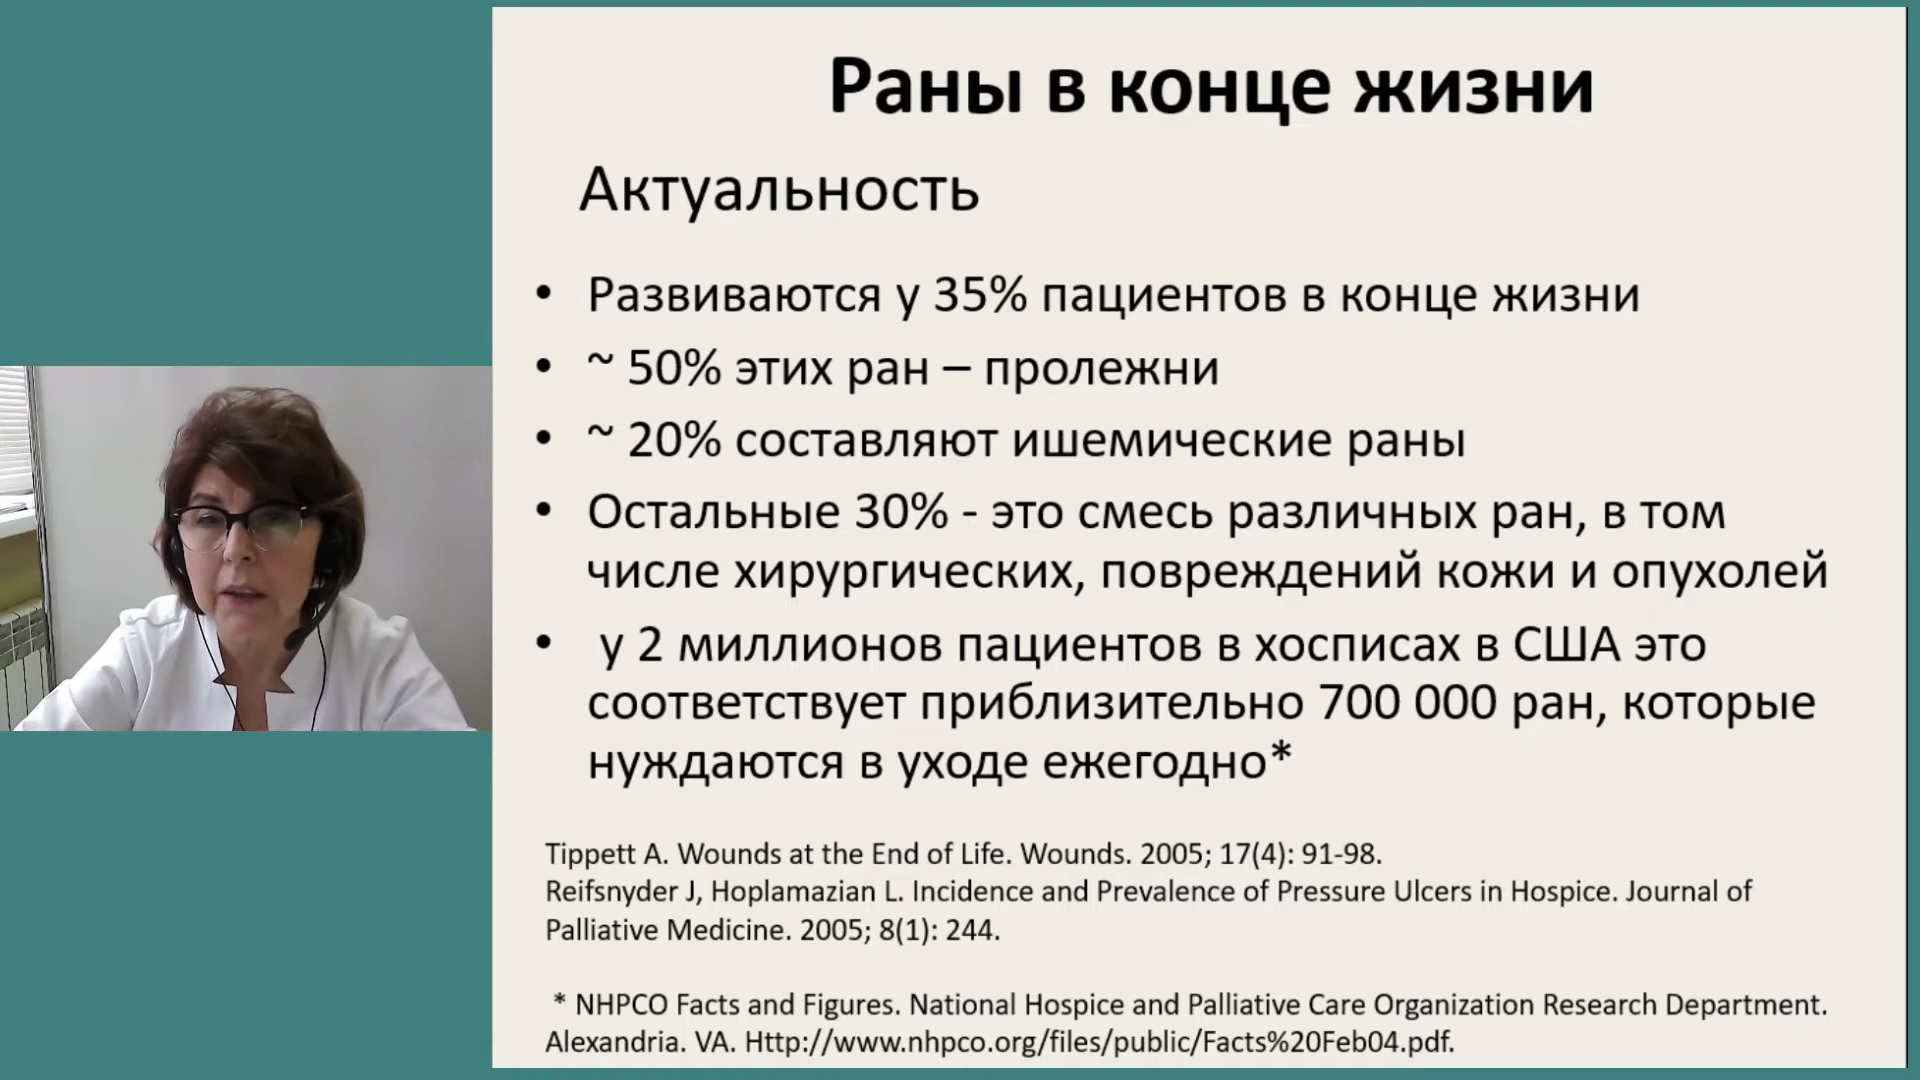 Раны в конце жизни
Актуальность
• Развиваются у 35% пациентов в конце жизни
• ~ 50% этих ран – пролежни
• ~ 20% составляют ишемические раны
• Остальные 30% - это смесь различных ран, в том
числе хирургических, повреждений кожи и опухолей
• у 2 миллионов пациентов в хосписах в США это
соответствует приблизительно 700 000 ран, которые
нуждаются в уходе ежегодно*
Tippett A. Wounds at the End of Life. Wounds. 2005; 17(4): 91-98.
Reifsnyder J, Hoplamazian L. Incidence and Prevalence of Pressure Ulcers in Hospice. Journal of
Palliative Medicine. 2005; 8(1): 244.
* NHPCO Facts and Figures. National Hospice and Palliative Care Organization Research Department.
Alexandria. VA. Http://www.nhpco.org/files/public/Facts%20Feb04.pdf.